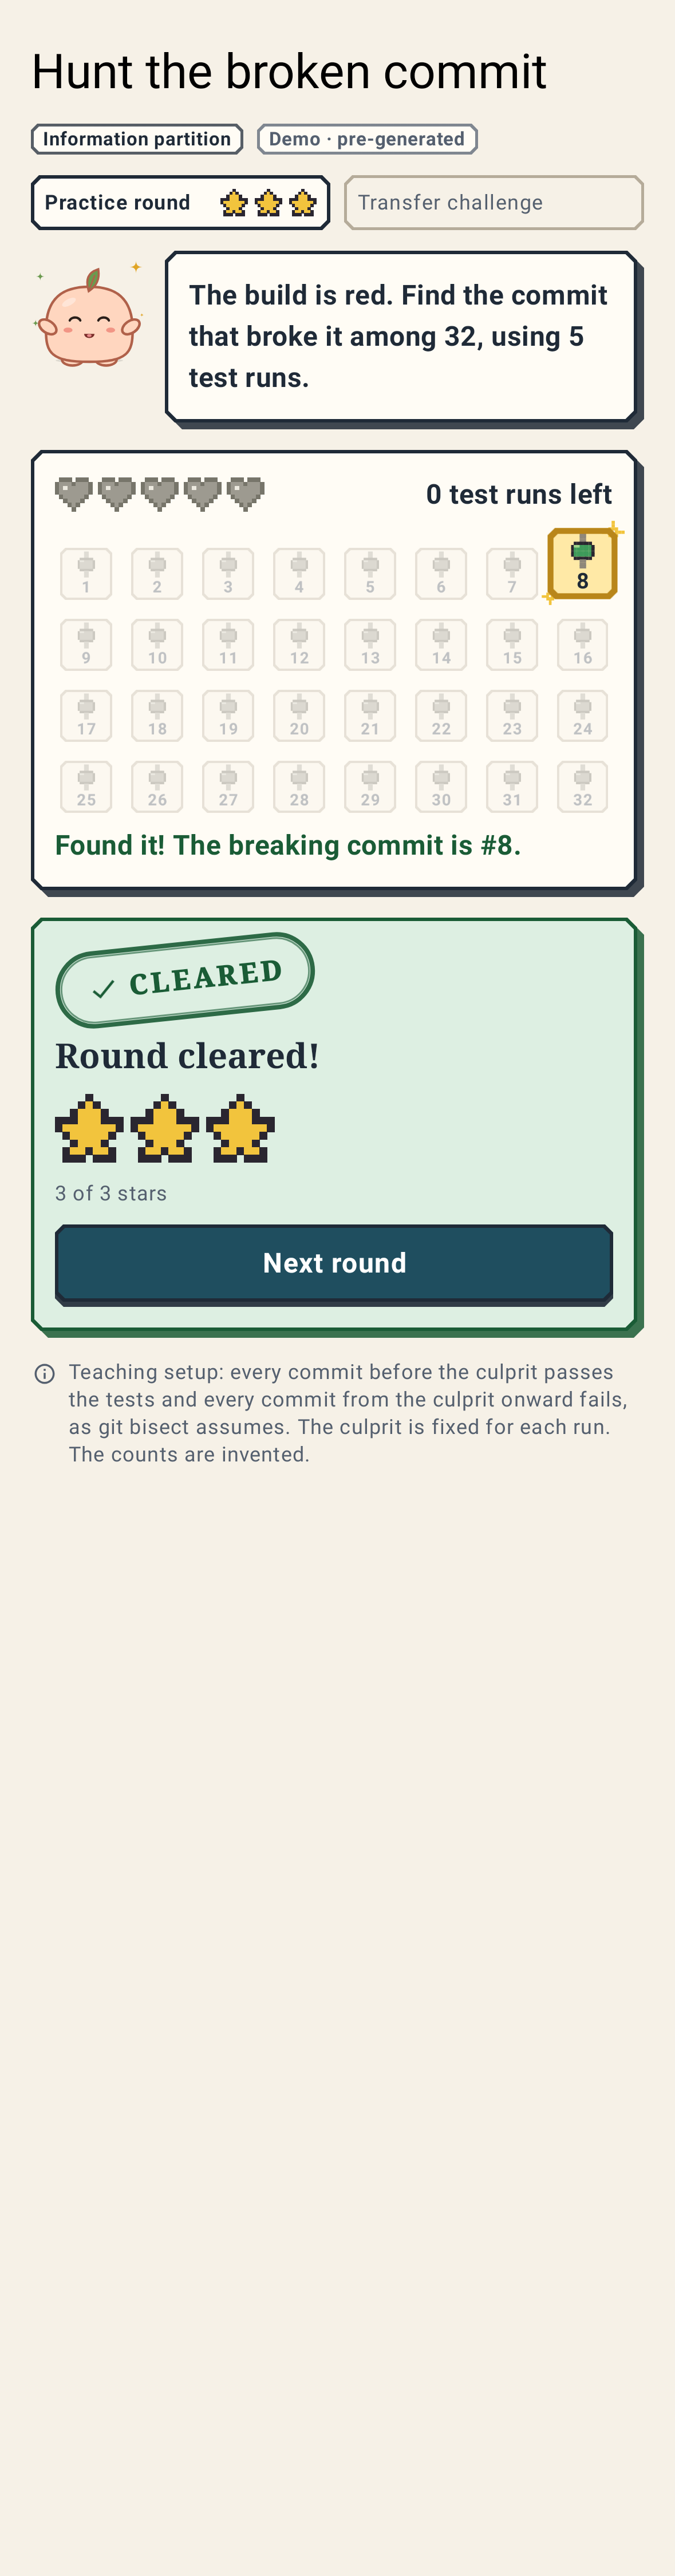 Hunt the broken commit
Information partition
Demo · pre-generated
Practice round
Transfer challenge
The build is red. Find the commit
that broke it among 32, using 5
test runs.
0 test runs left
1 2 3 4 5 6 7 8
9 10 11 12 13 14 15 16
17 18 19 20 21 22 23 24
25 26 27 28 29 30 31 32
Found it! The breaking commit is #8.
CLEARED
Round cleared!
3 of 3 stars
Next round
Teaching setup: every commit before the culprit passes
the tests and every commit from the culprit onward fails,
as git bisect assumes. The culprit is fixed for each run.
The counts are invented.